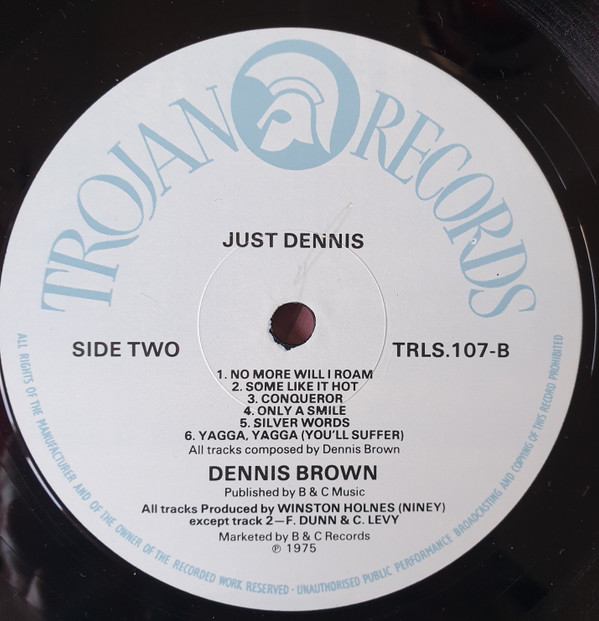 TROJAN RECORDS
JUST DENNIS
SIDE TWO
TRLS.107-B
1. NO MORE WILL I ROAM
2. SOME LIKE IT HOT
3. CONQUEROR
4. ONLY A SMILE
5. SILVER WORDS
6. YAGGA, YAGGA (YOU'LL SUFFER)
All tracks composed by Dennis Brown
DENNIS BROWN
Published by B & C Music
All tracks Produced by WINSTON HOLNES (NINEY)
except track 2—F. DUNN & C. LEVY
Marketed by B & C Records
℗ 1975
ALL RIGHTS OF THE MANUFACTURER AND OF THE OWNER OF THE RECORDED WORK RESERVED · UNAUTHORISED PUBLIC PERFORMANCE BROADCASTING AND COPYING OF THIS RECORD PROHIBITED